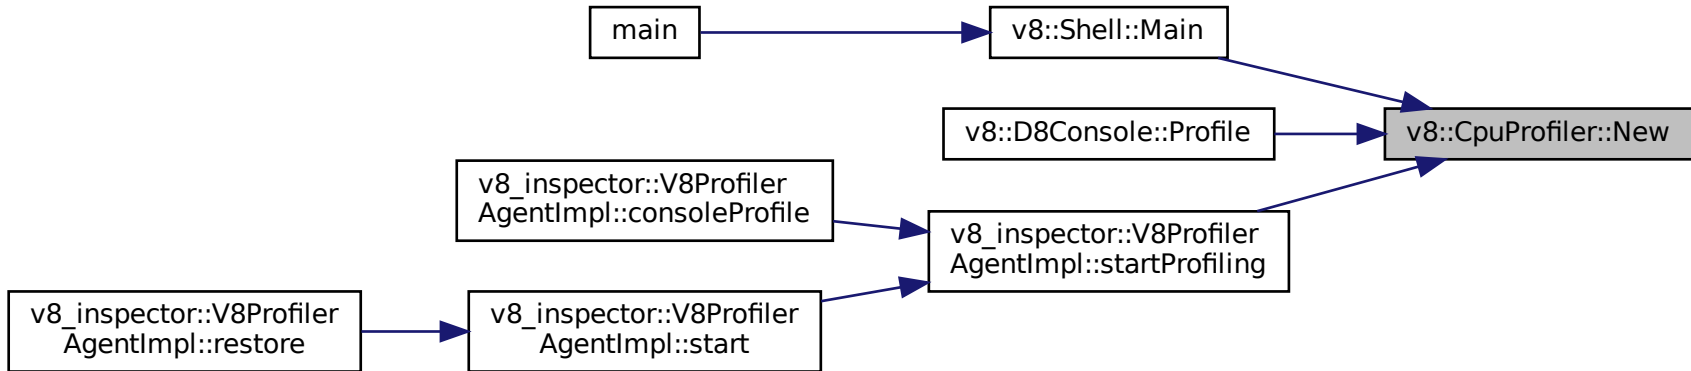 main
v8::Shell::Main
v8::D8Console::Profile
v8::CpuProfiler::New
v8_inspector::V8Profiler
AgentImpl::consoleProfile
v8_inspector::V8Profiler
AgentImpl::startProfiling
v8_inspector::V8Profiler
AgentImpl::restore
v8_inspector::V8Profiler
AgentImpl::start